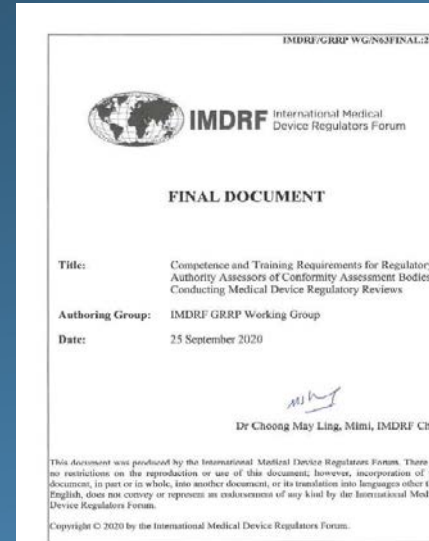 IMDRF/GRRP WG/N63FINAL:2
IMDRF International Medical
Device Regulators Forum
FINAL DOCUMENT
Title: Competence and Training Requirements for Regulatory
Authority Assessors of Conformity Assessment Bodies
Conducting Medical Device Regulatory Reviews
Authoring Group: IMDRF GRRP Working Group
Date: 25 September 2020
Dr Choong May Ling, Mimi, IMDRF Ch
This document was produced by the International Medical Device Regulators Forum. There
no restrictions on the reproduction or use of this document; however, incorporation of
document, in part or in whole, into another document, or its translation into languages other t
English, does not convey or represent an endorsement of any kind by the International Med
Device Regulators Forum.
Copyright © 2020 by the International Medical Device Regulators Forum.